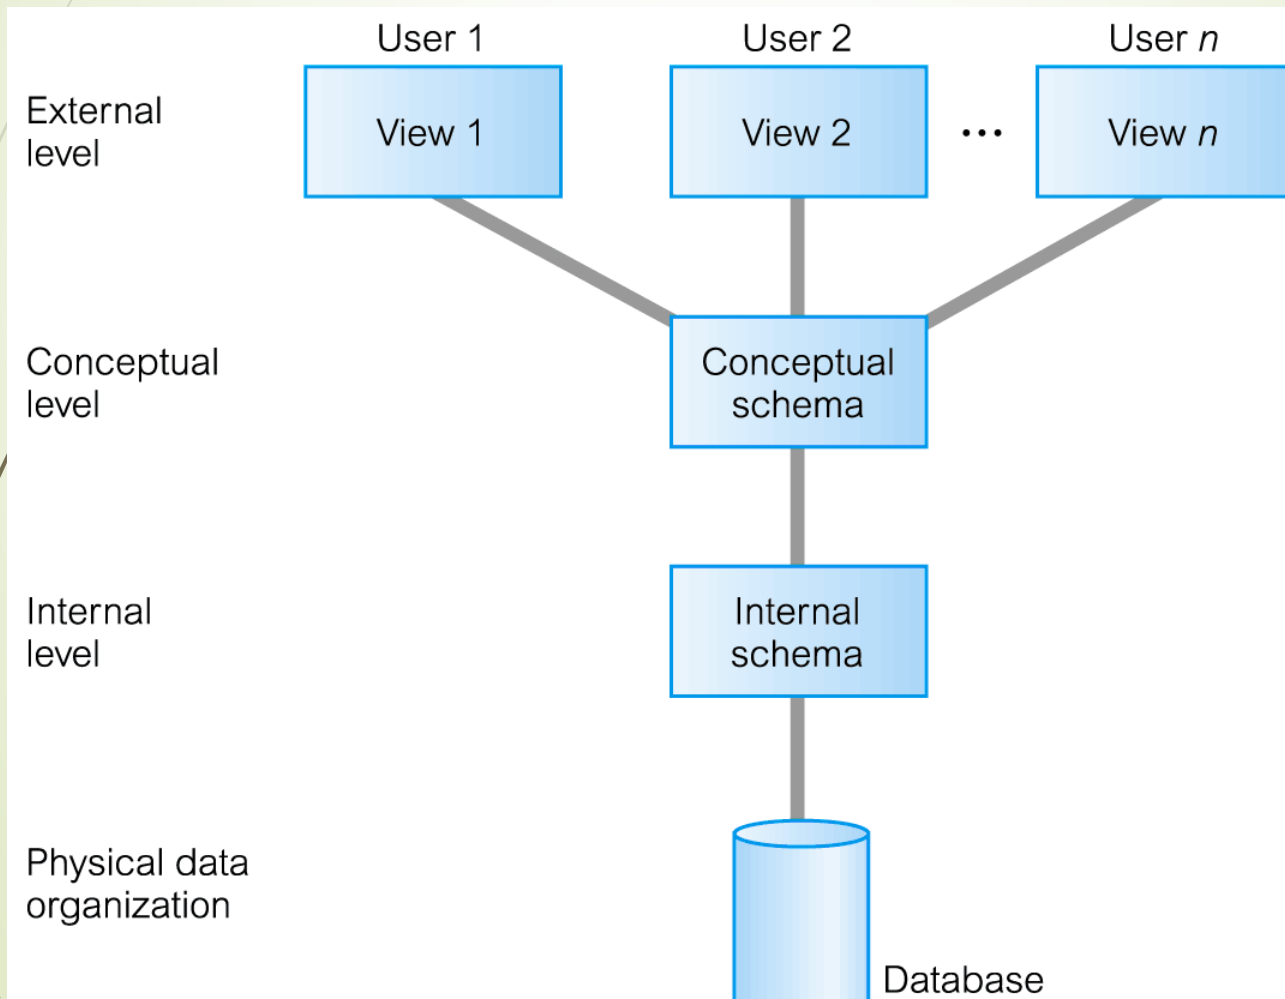 User 1
User 2
User n
External
level
View 1
View 2
...
View n
Conceptual
level
Conceptual
schema
Internal
level
Internal
schema
Physical data
organization
Database